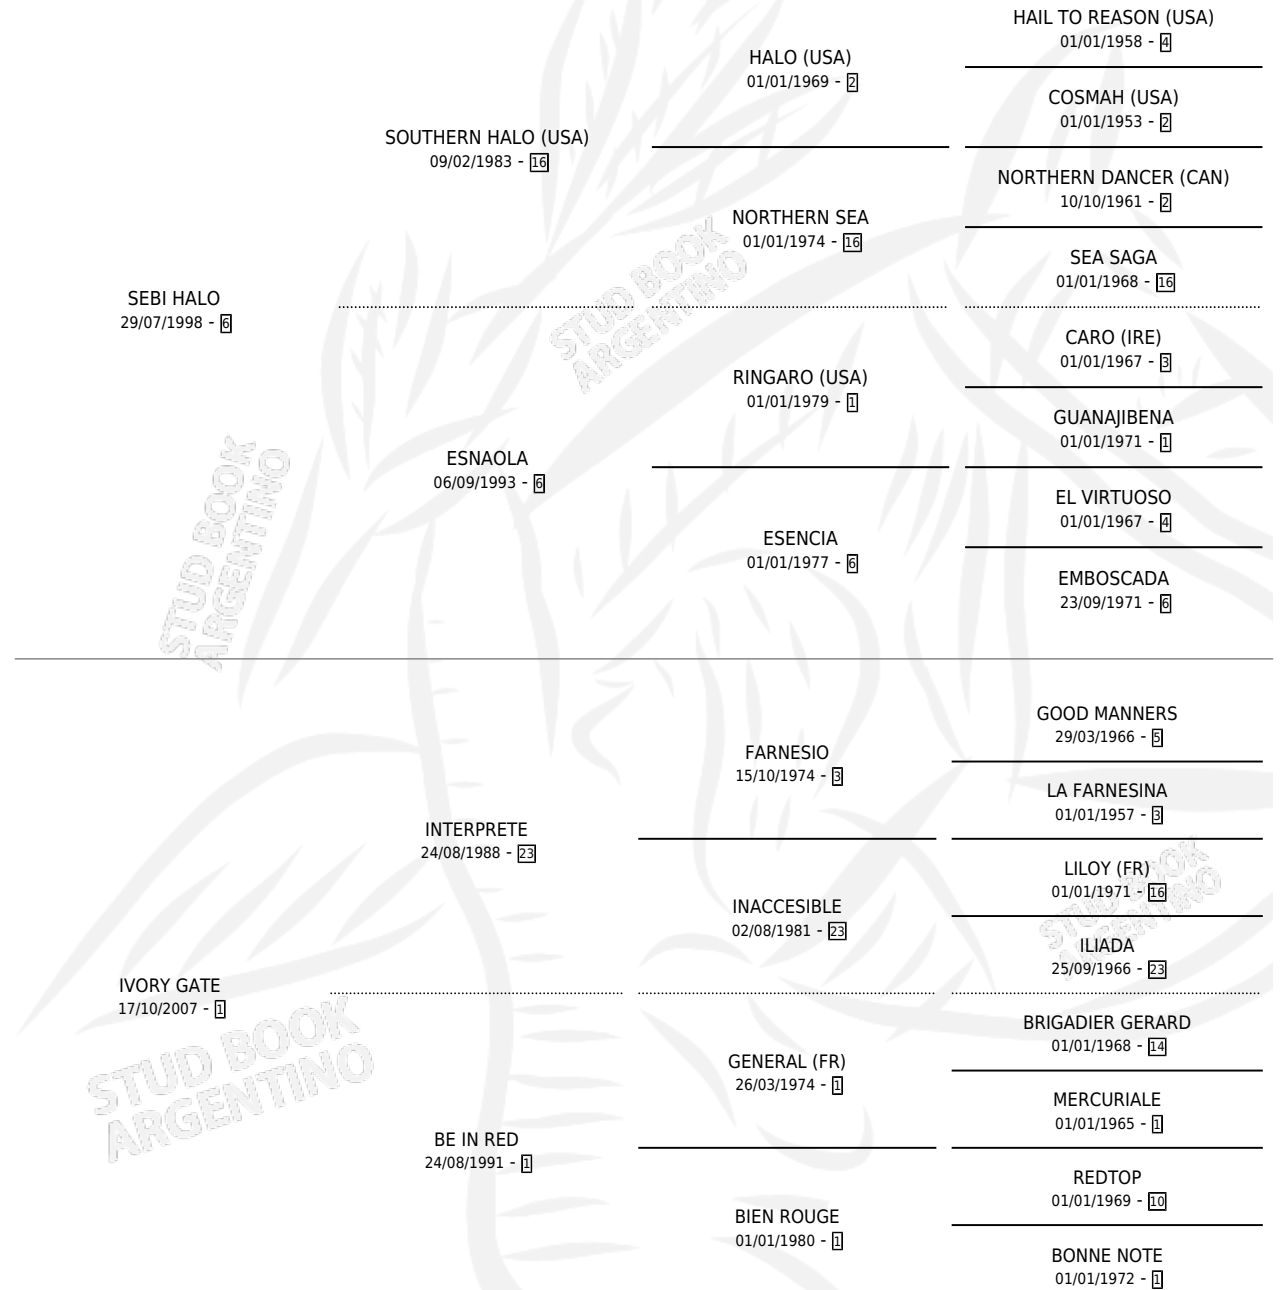 HAIL TO REASON (USA)
01/01/1958 - 4
HALO (USA)
01/01/1969 - 2
COSMAH (USA)
01/01/1953 - 2
SOUTHERN HALO (USA)
09/02/1983 - 16
NORTHERN DANCER (CAN)
10/10/1961 - 2
NORTHERN SEA
01/01/1974 - 16
SEA SAGA
01/01/1968 - 16
SEBI HALO
29/07/1998 - 6
CARO (IRE)
01/01/1967 - 3
RINGARO (USA)
01/01/1979 - 1
GUANAJIBENA
01/01/1971 - 1
ESNAOLA
06/09/1993 - 6
EL VIRTUOSO
01/01/1967 - 4
ESENCIA
01/01/1977 - 6
EMBOSCADA
23/09/1971 - 6
GOOD MANNERS
29/03/1966 - 5
FARNESIO
15/10/1974 - 3
LA FARNESINA
01/01/1957 - 3
INTERPRETE
24/08/1988 - 23
LILOY (FR)
01/01/1971 - 16
INACCESIBLE
02/08/1981 - 23
ILIADA
25/09/1966 - 23
IVORY GATE
17/10/2007 - 1
BRIGADIER GERARD
01/01/1968 - 14
GENERAL (FR)
26/03/1974 - 1
MERCURIALE
01/01/1965 - 1
BE IN RED
24/08/1991 - 1
REDTOP
01/01/1969 - 10
BIEN ROUGE
01/01/1980 - 1
BONNE NOTE
01/01/1972 - 1
STUD BOOK
ARGENTINO
STUD BOOK
ARGENTINO
STUD BOOK
ARGENTINO
STUD BOOK
ARGENTINO